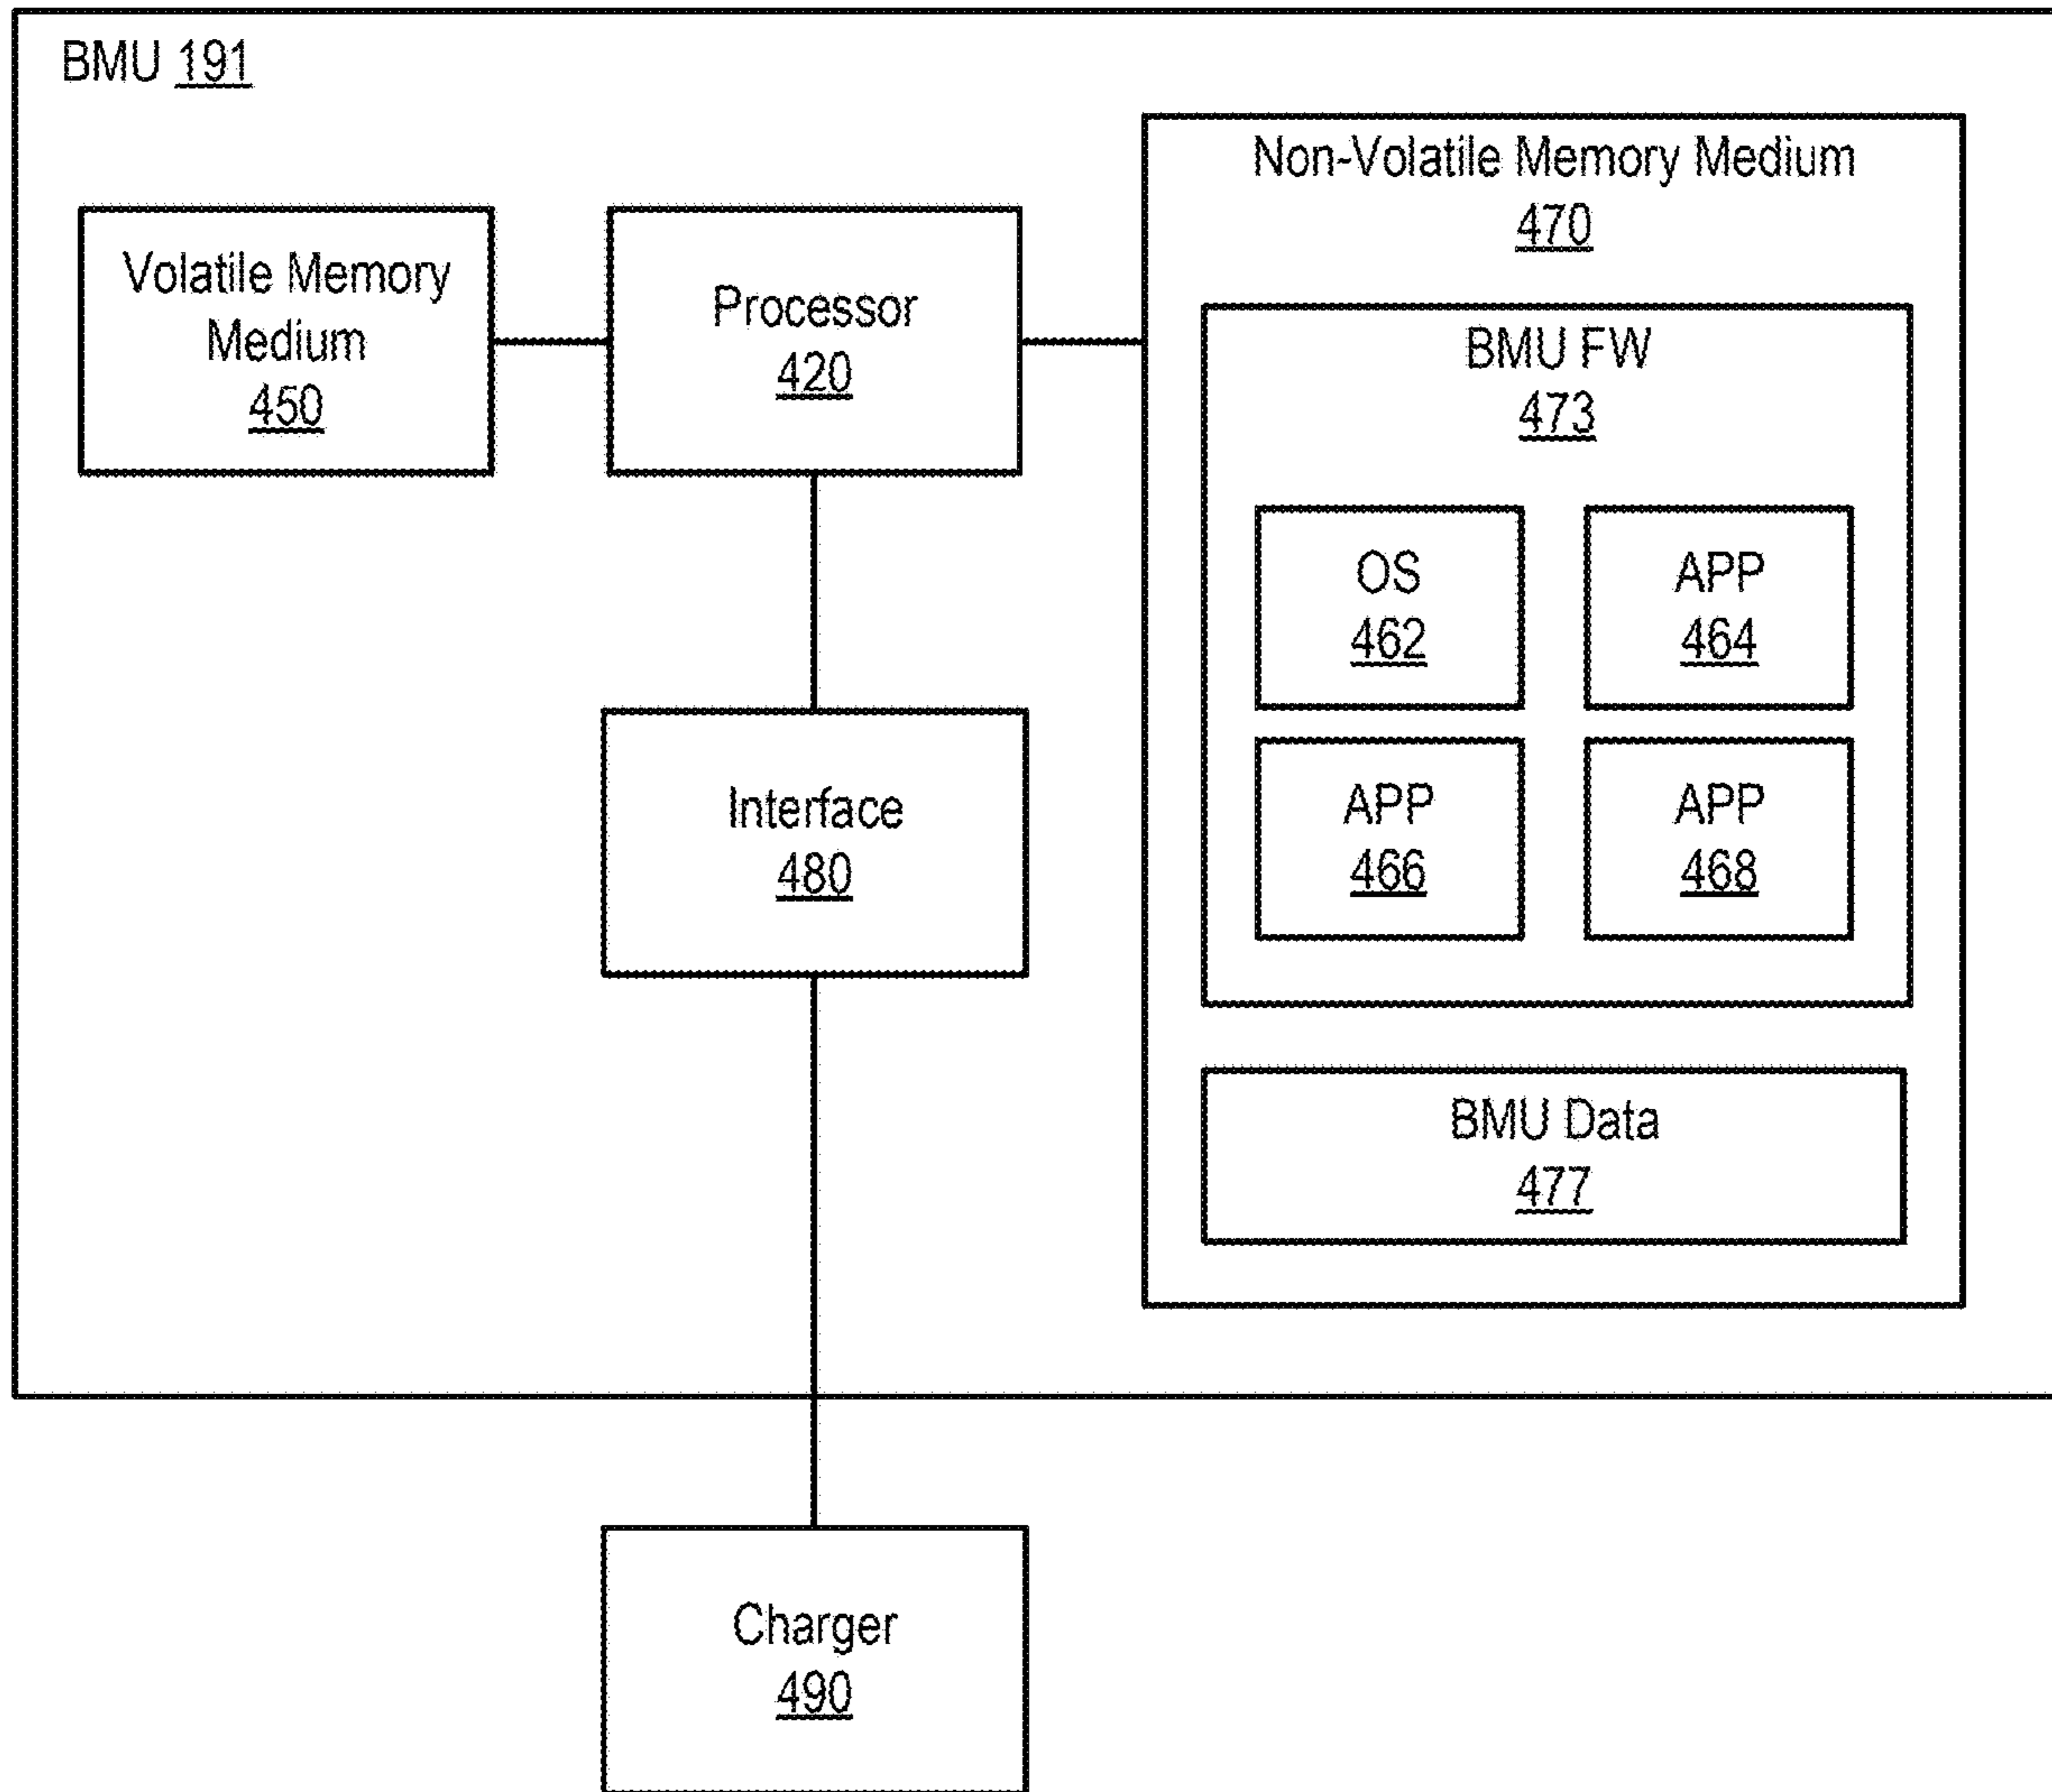 BMU 191
Volatile Memory
Medium
450
Processor
420
Non-Volatile Memory Medium
470
BMU FW
473
OS
462
APP
464
APP
466
APP
468
Interface
480
BMU Data
477
Charger
490